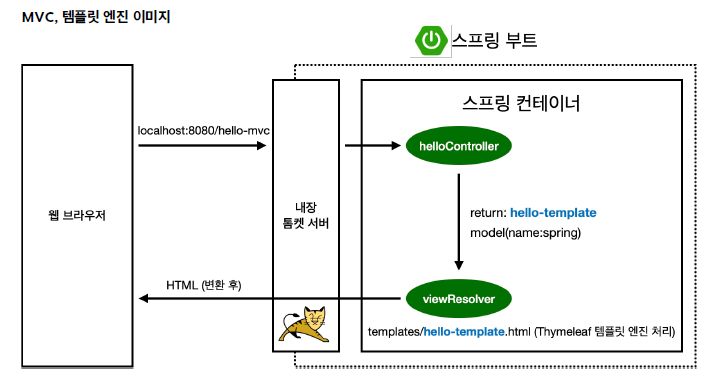 MVC, 템플릿 엔진 이미지
스프링 부트
스프링 컨테이너
localhost:8080/hello-mvc
helloController
웹 브라우저
내장
톰켓 서버
return: hello-template
model(name:spring)
HTML (변환 후)
viewResolver
templates/hello-template.html (Thymeleaf 템플릿 엔진 처리)